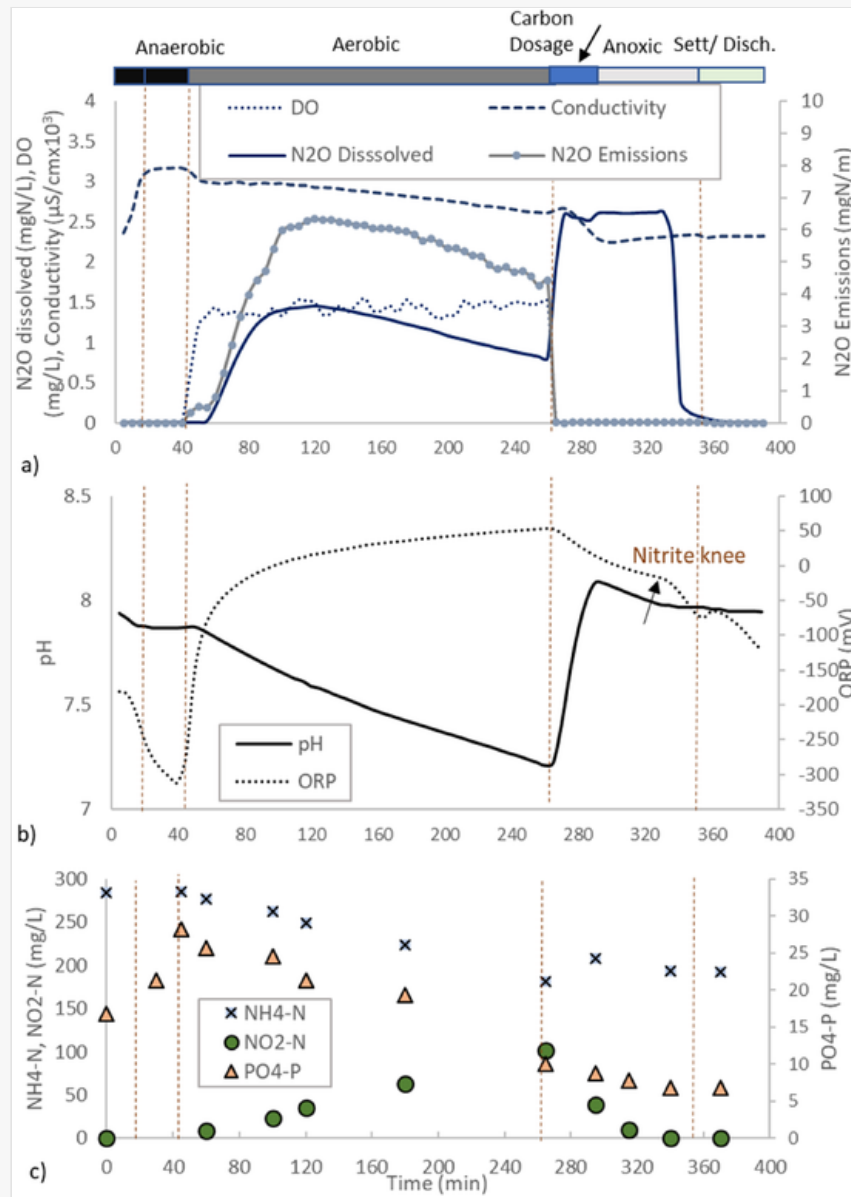 Carbon
Anaerobic Aerobic Dosage Anoxic Sett/ Disch.
4 10
3.5 9
3 8
2.5 7
2 6
1.5 5
1 4
0.5 3
0 2
1
0
DO Conductivity
N2O Disssolved N2O Emissions
N2O dissolved (mgN/L), DO
(mg/L), Conductivity (µS/cmx10³)
N2O Emissions (mgN/m)
0 40 80 120 160 200 240 280 320 360 400
a)
8.5 100
50
Nitrite knee
0
8 -50
-100
pH ORP (mV)
-150
7.5 -200
pH -250
ORP -300
7 -350
0 40 80 120 160 200 240 280 320 360 400
b)
300 35
250 30
200 25
150 20
100 15
50 10
0 5
0
NH4-N
NO2-N
PO4-P
NH4-N, NO2-N (mg/L)
PO4-P (mg/L)
0 40 80 120 160 200 240 280 320 360 400
c) Time (min)